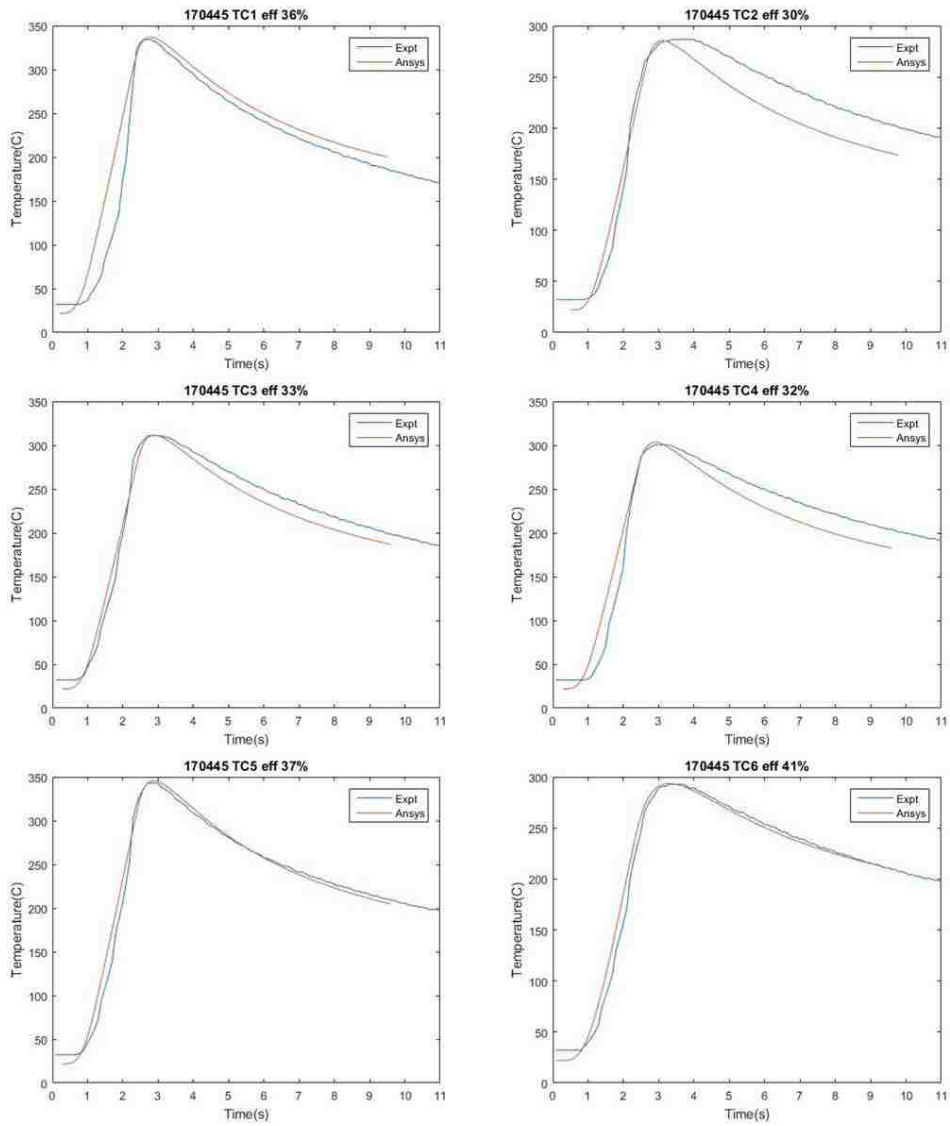 170445 TC1 eff 36%
350
300
250
200
150
100
50
0
Temperature(C)
Expt
Ansys
0 1 2 3 4 5 6 7 8 9 10 11
Time(s)
170445 TC2 eff 30%
300
250
200
150
100
50
0
Temperature(C)
Expt
Ansys
0 1 2 3 4 5 6 7 8 9 10 11
Time(s)
170445 TC3 eff 33%
350
300
250
200
150
100
50
0
Temperature(C)
Expt
Ansys
0 1 2 3 4 5 6 7 8 9 10 11
Time(s)
170445 TC4 eff 32%
350
300
250
200
150
100
50
0
Temperature(C)
Expt
Ansys
0 1 2 3 4 5 6 7 8 9 10 11
Time(s)
170445 TC5 eff 37%
350
300
250
200
150
100
50
0
Temperature(C)
Expt
Ansys
0 1 2 3 4 5 6 7 8 9 10 11
Time(s)
170445 TC6 eff 41%
300
250
200
150
100
50
0
Temperature(C)
Expt
Ansys
0 1 2 3 4 5 6 7 8 9 10 11
Time(s)